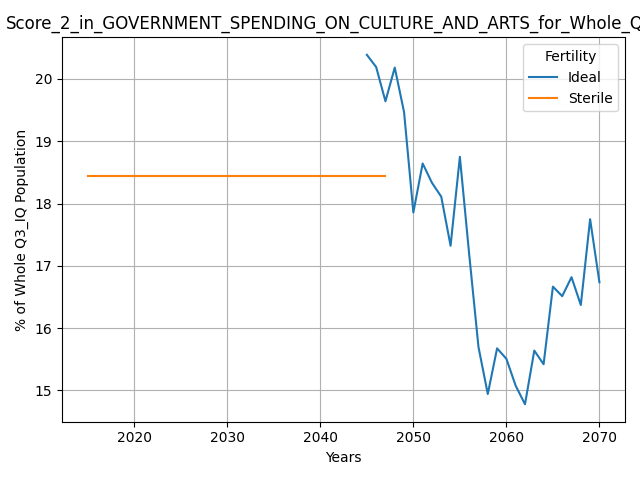 Score_2_in_GOVERNMENT_SPENDING_ON_CULTURE_AND_ARTS_for_Whole_Q
Fertility
Ideal
Sterile
% of Whole Q3_IQ Population
20
19
18
17
16
15
2020 2030 2040 2050 2060 2070
Years